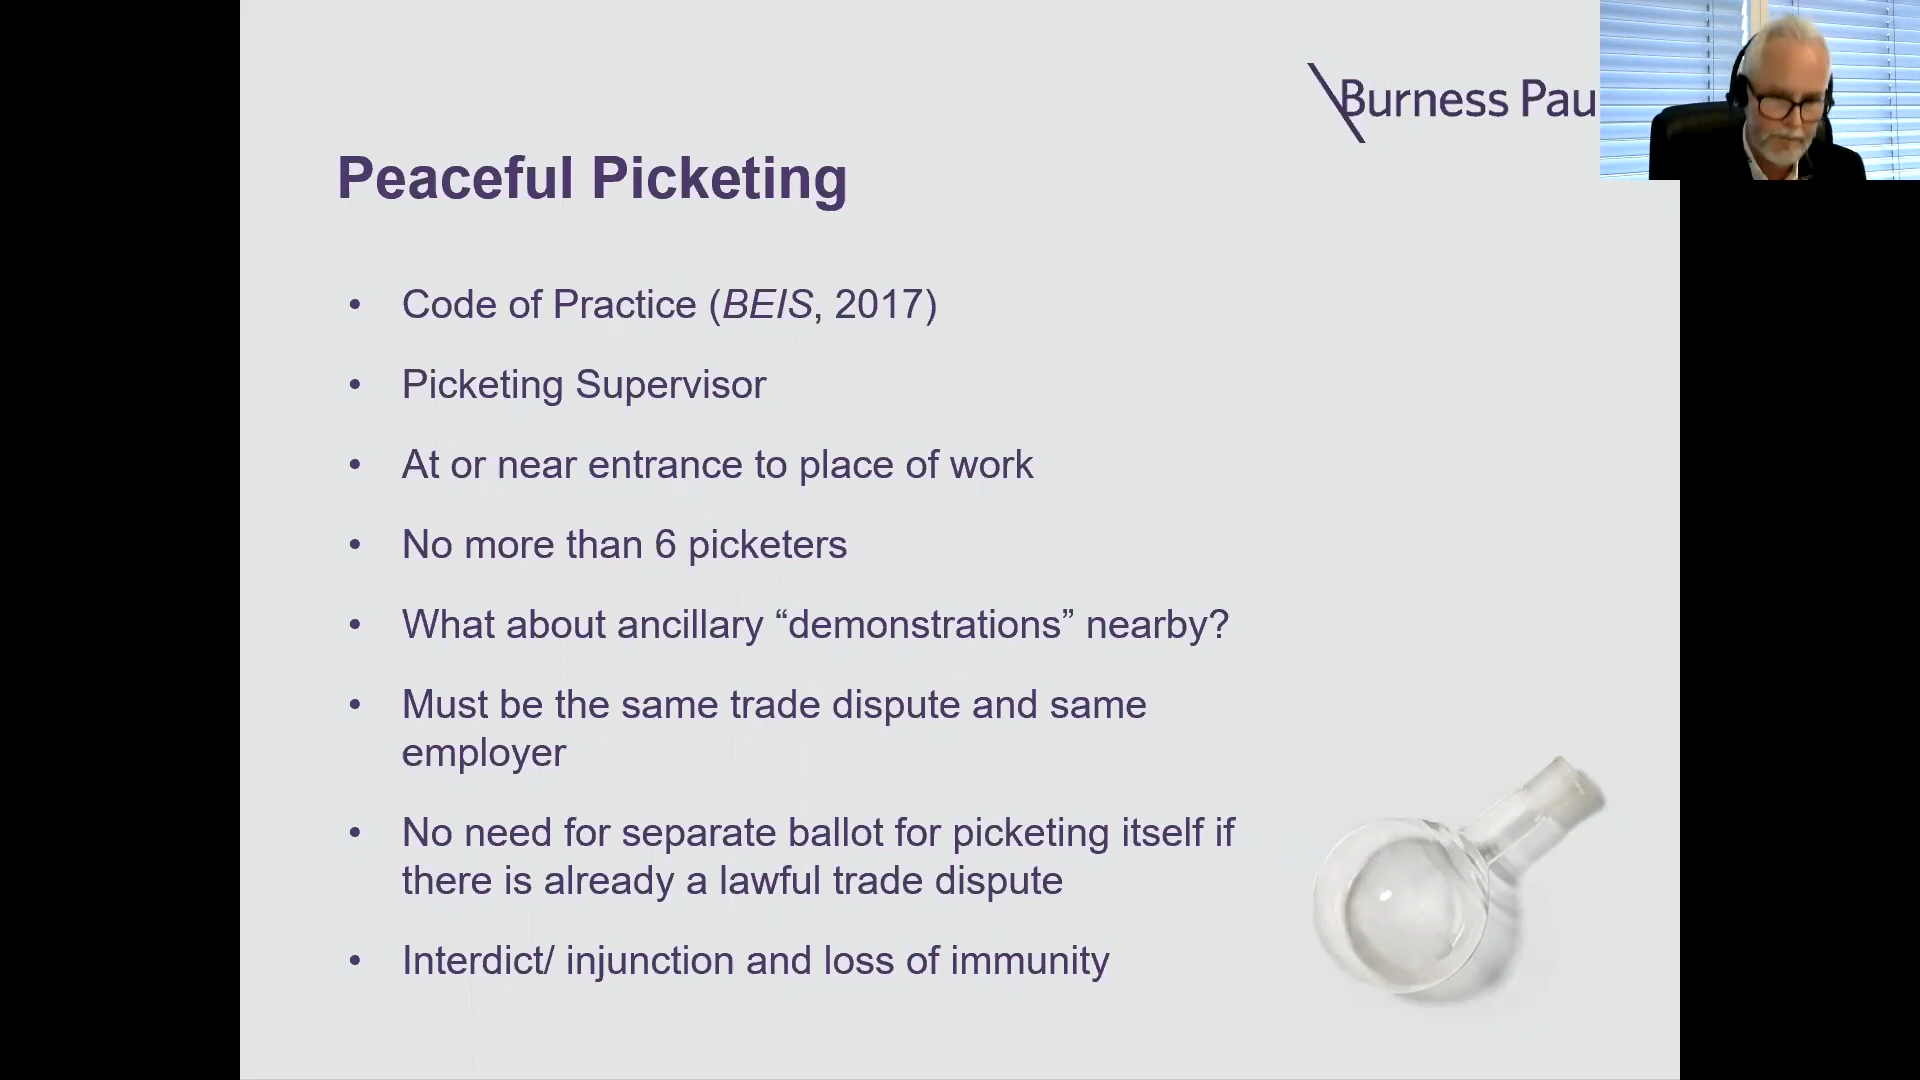 Burness Pau
Peaceful Picketing
• Code of Practice (BEIS, 2017)
• Picketing Supervisor
• At or near entrance to place of work
• No more than 6 picketers
• What about ancillary “demonstrations” nearby?
• Must be the same trade dispute and same
employer
• No need for separate ballot for picketing itself if
there is already a lawful trade dispute
• Interdict/ injunction and loss of immunity